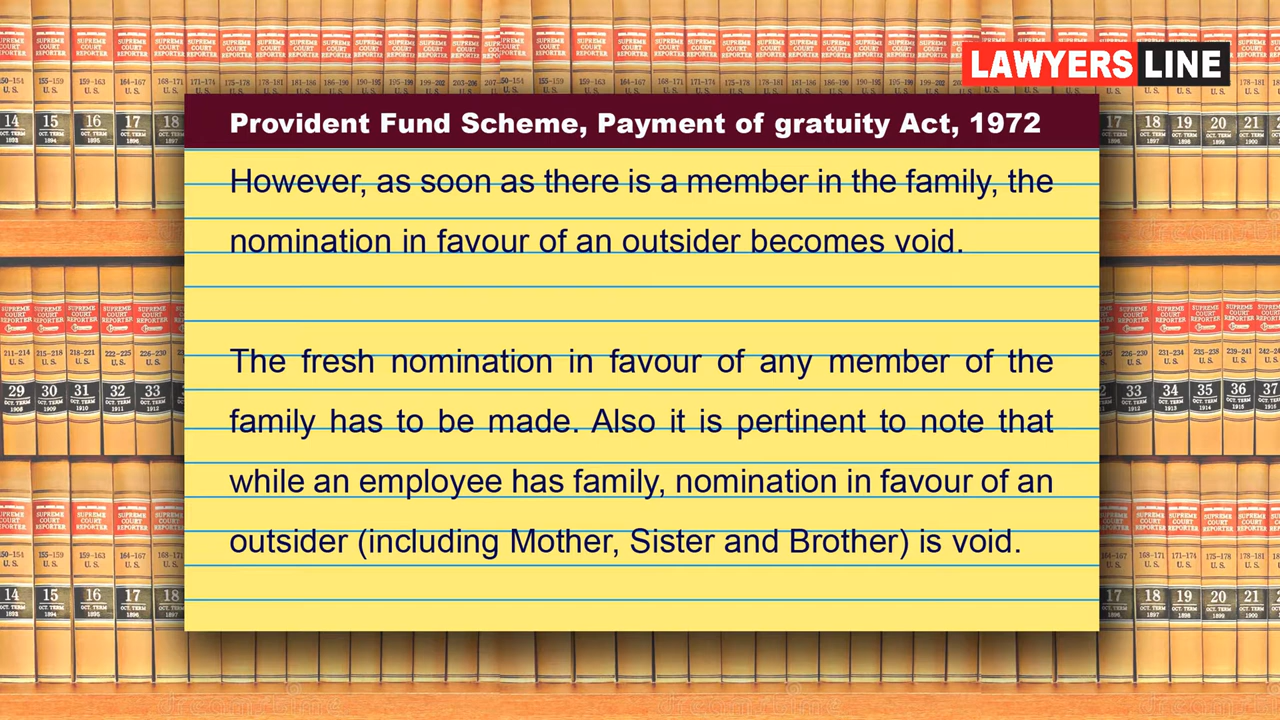 LAWYERS LINE
Provident Fund Scheme, Payment of gratuity Act, 1972
However, as soon as there is a member in the family, the
nomination in favour of an outsider becomes void.
The fresh nomination in favour of any member of the
family has to be made. Also it is pertinent to note that
while an employee has family, nomination in favour of an
outsider (including Mother, Sister and Brother) is void.